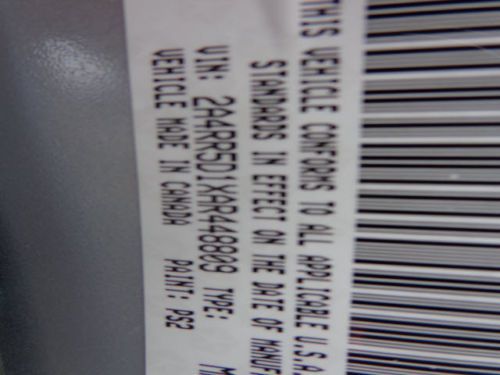 THIS VEHICLE CONFORMS TO ALL APPLICABLE U.S.A.
STANDARDS IN EFFECT ON THE DATE OF MANUF
VIN: 2A4RR5D1XAR448809 TYPE:
VEHICLE MADE IN CANADA PAINT: PS2